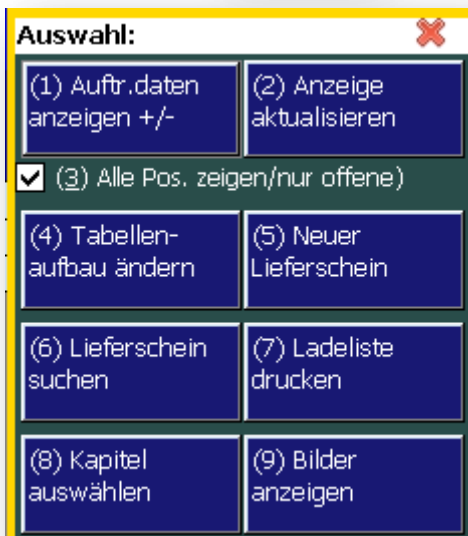 Auswahl:
(1) Auftr.daten
anzeigen +/-
(2) Anzeige
aktualisieren
(3) Alle Pos. zeigen/nur offene)
(4) Tabellen-
aufbau ändern
(5) Neuer
Lieferschein
(6) Lieferschein
suchen
(7) Ladeliste
drucken
(8) Kapitel
auswählen
(9) Bilder
anzeigen